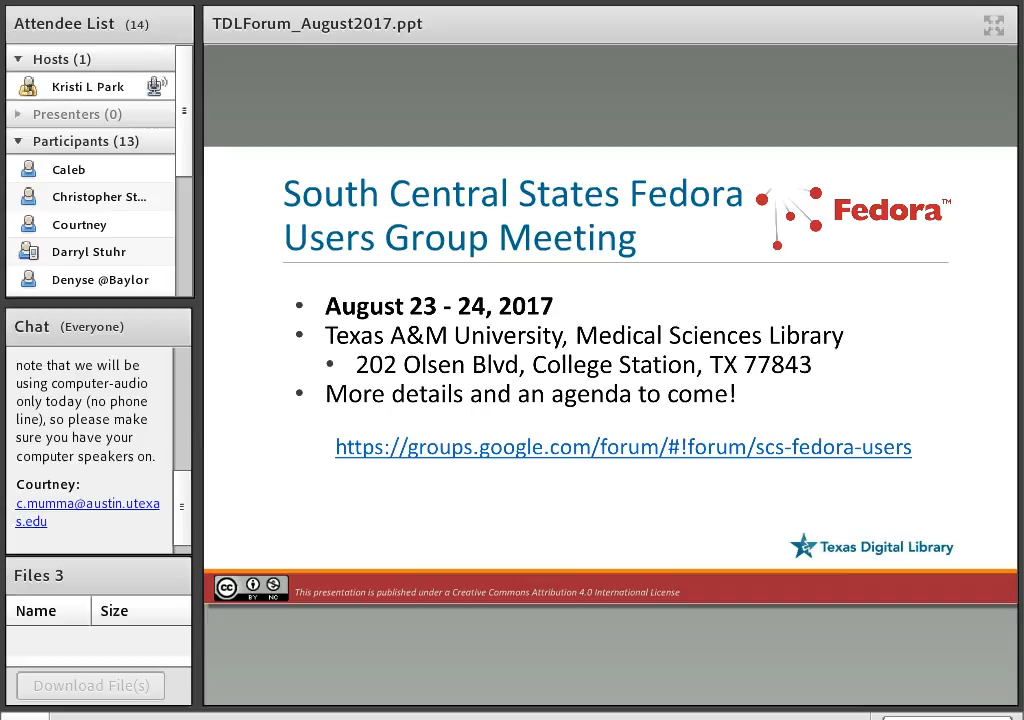 Attendee List (14)
Hosts (1)
Kristi L Park
Presenters (0)
Participants (13)
Caleb
Christopher St...
Courtney
Darryl Stuhr
Denyse @Baylor
Chat (Everyone)
note that we will be
using computer-audio
only today (no phone
line), so please make
sure you have your
computer speakers on.
Courtney:
c.mumma@austin.utexa
s.edu
Files 3
Name Size
Download File(s)
TDLForum_August2017.ppt
South Central States Fedora
Users Group Meeting
Fedora™
• August 23 - 24, 2017
• Texas A&M University, Medical Sciences Library
• 202 Olsen Blvd, College Station, TX 77843
• More details and an agenda to come!
https://groups.google.com/forum/#!forum/scs-fedora-users
Texas Digital Library
cc BY NC
This presentation is published under a Creative Commons Attribution 4.0 International License